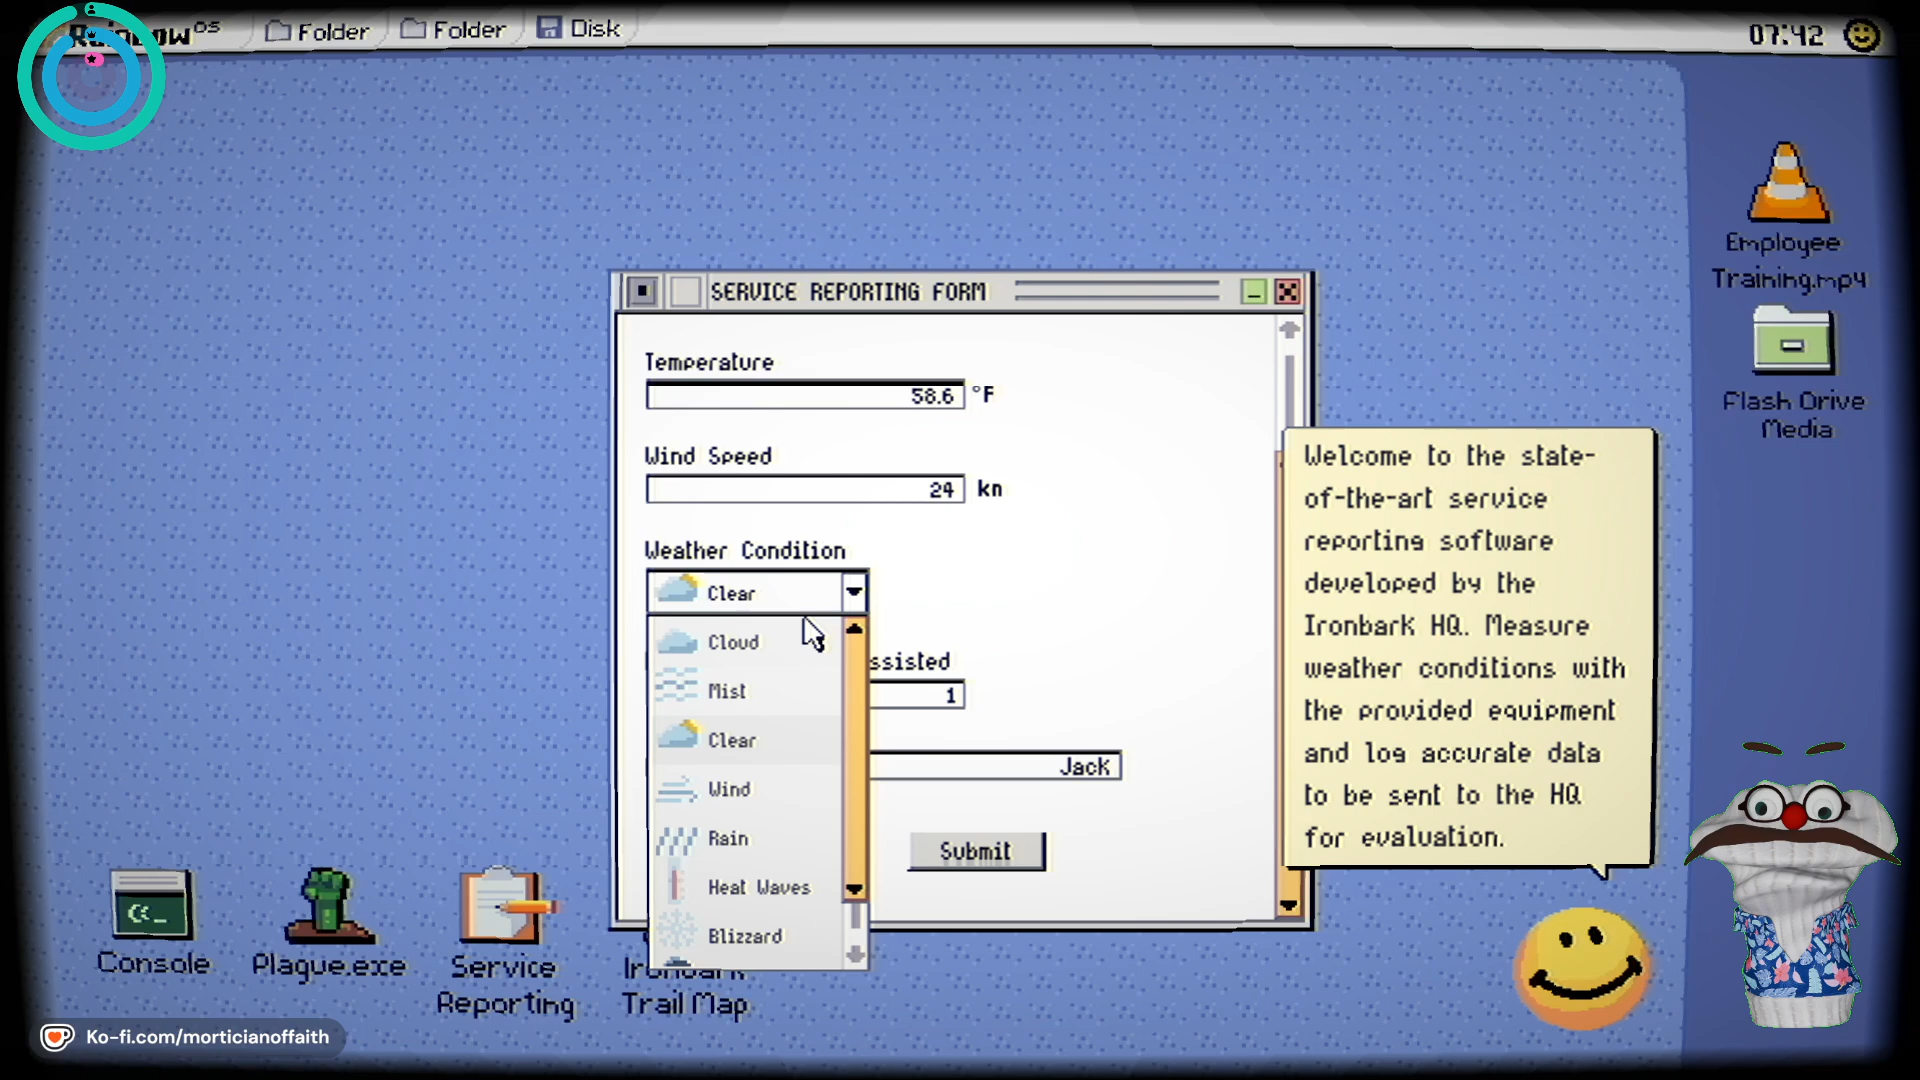 OS
Folder
Folder
Disk
07:42
Employee
Training.mp4
Flash Drive
Media
SERVICE REPORTING FORM
Temperature
58.6 °F
Wind Speed
24 kn
Weather Condition
Clear
Cloud
Mist
Clear
Wind
Rain
Heat Waves
Blizzard
ssisted
1
Jack
Submit
Welcome to the state-
of-the-art service
reporting software
developed by the
Ironbark HQ. Measure
weather conditions with
the provided equipment
and log accurate data
to be sent to the HQ
for evaluation.
Console
Plague.exe
Service
Reporting
Ironbark
Trail Map
Ko-fi.com/morticianoffaith